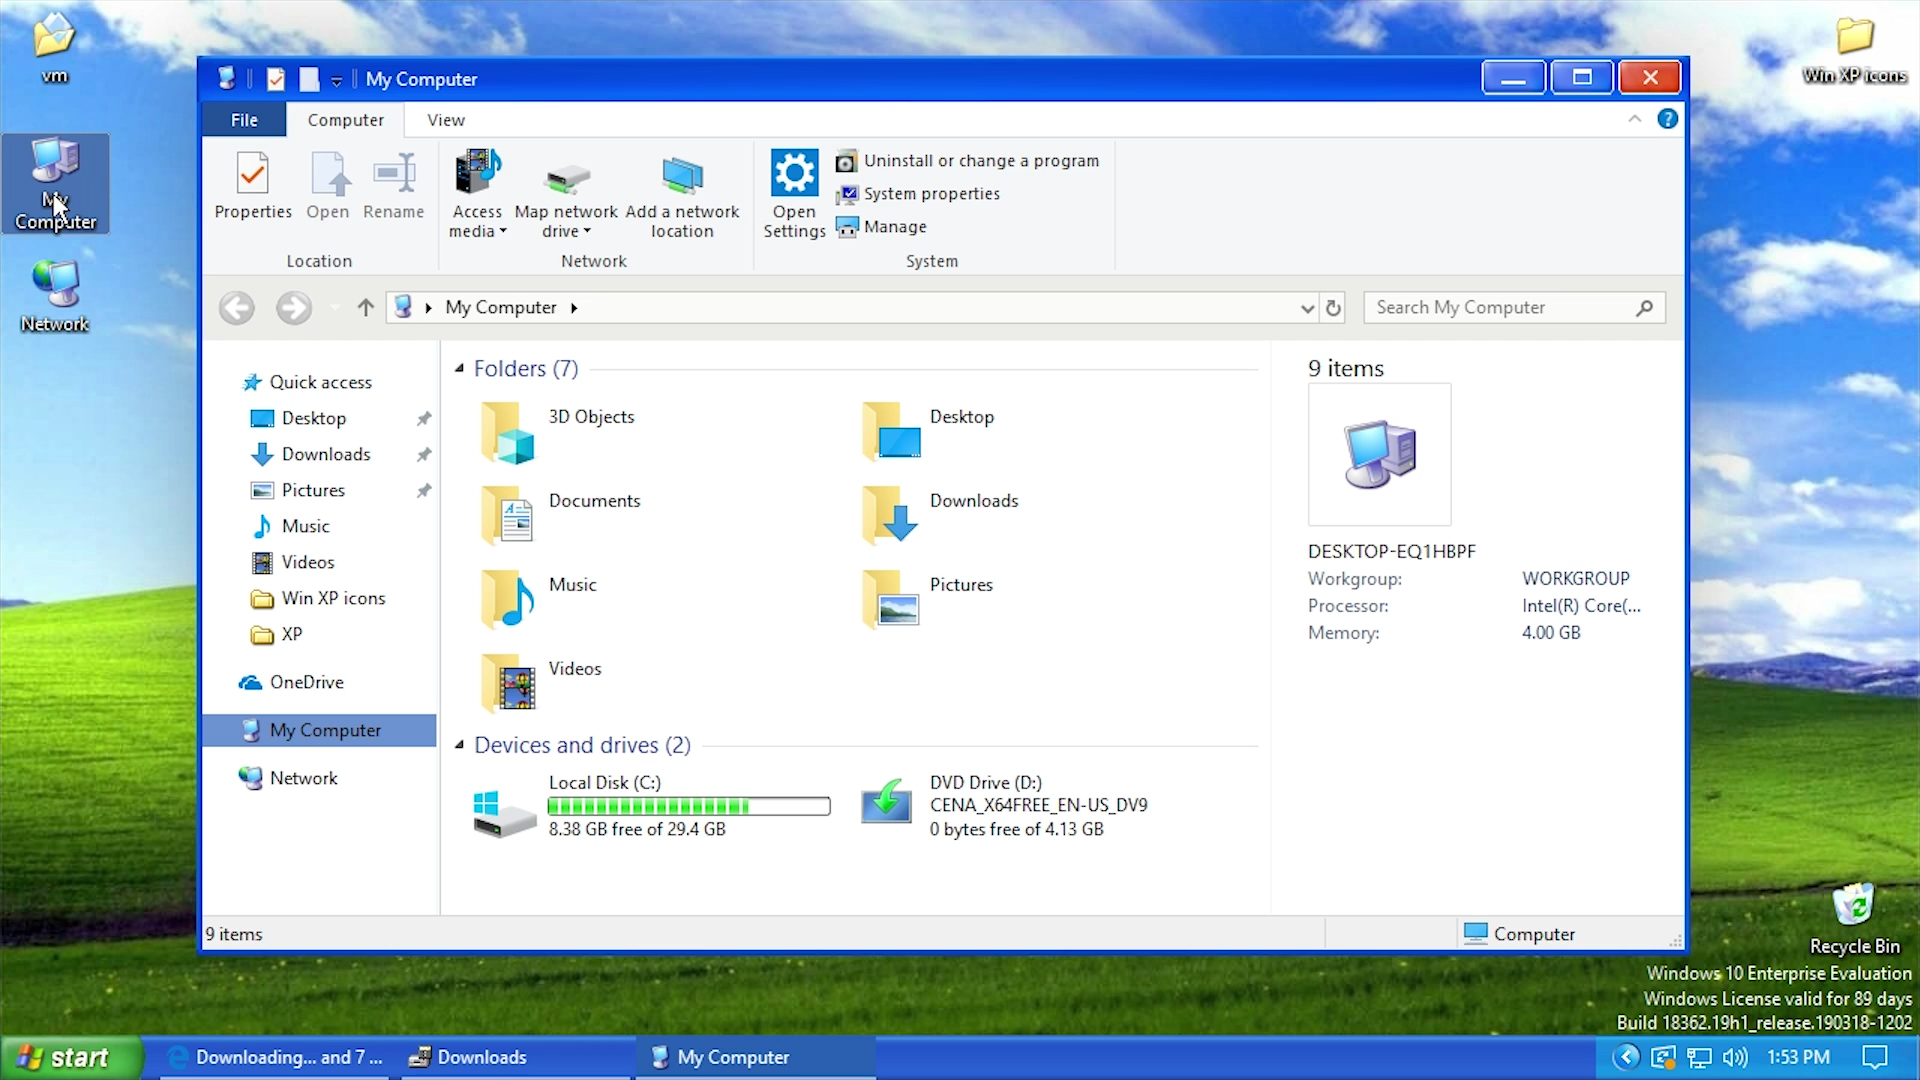 vm
Win XP icons
My Computer
File
Computer
View
My
Computer
Properties
Open
Rename
Access
media
Map network
drive
Add a network
location
Open
Settings
Uninstall or change a program
System properties
Manage
Location
Network
System
Network
My Computer
Search My Computer
Quick access
Desktop
Downloads
Pictures
Music
Videos
Win XP icons
XP
OneDrive
My Computer
Network
Folders (7)
3D Objects
Desktop
Documents
Downloads
Music
Pictures
Videos
Devices and drives (2)
Local Disk (C:)
8.38 GB free of 29.4 GB
DVD Drive (D:)
CENA_X64FREE_EN-US_DV9
0 bytes free of 4.13 GB
9 items
DESKTOP-EQ1HBPF
Workgroup: WORKGROUP
Processor: Intel(R) Core(...
Memory: 4.00 GB
9 items
Computer
Recycle Bin
Windows 10 Enterprise Evaluation
Windows License valid for 89 days
Build 18362.19h1_release.190318-1202
start
Downloading... and 7 ...
Downloads
My Computer
1:53 PM